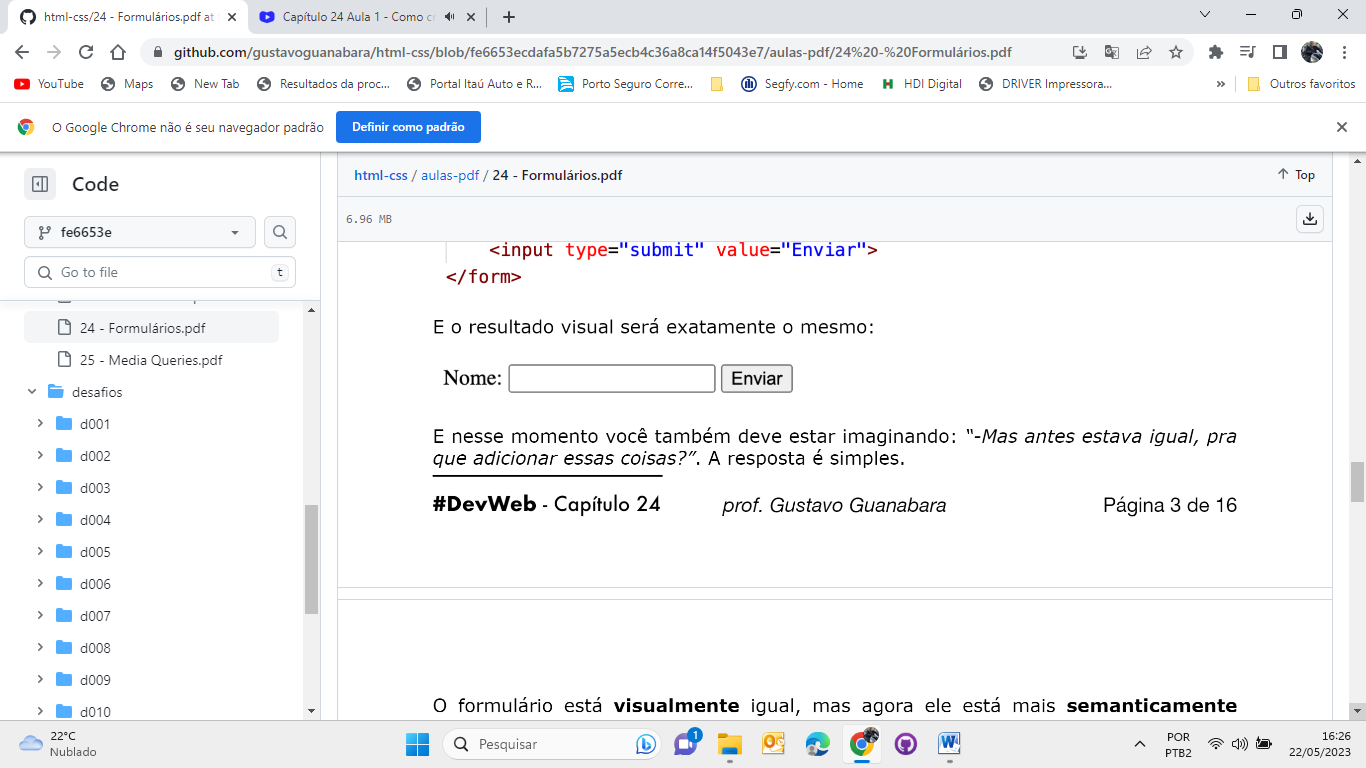 html-css/24 - Formulários.pdf at
Capítulo 24 Aula 1 - Como c
github.com/gustavoguanabara/html-css/blob/fe6653ecdafa5b7275a5ecb4c36a8ca14f5043e7/aulas-pdf/24%20-%20Formulários.pdf
YouTube Maps New Tab Resultados da proc... Portal Itaú Auto e R... Porto Seguro Corre... Segfy.com - Home HDI Digital DRIVER Impressora... » Outros favoritos
O Google Chrome não é seu navegador padrão Definir como padrão
Code
fe6653e
Go to file t
24 - Formulários.pdf
25 - Media Queries.pdf
desafios
d001
d002
d003
d004
d005
d006
d007
d008
d009
d010
html-css / aulas-pdf / 24 - Formulários.pdf Top
6.96 MB
<input type="submit" value="Enviar">
</form>
E o resultado visual será exatamente o mesmo:
Nome: Enviar
E nesse momento você também deve estar imaginando: “-Mas antes estava igual, pra
que adicionar essas coisas?”. A resposta é simples.
#DevWeb - Capítulo 24 prof. Gustavo Guanabara Página 3 de 16
O formulário está visualmente igual, mas agora ele está mais semanticamente
22°C
Nublado
Pesquisar
1
POR
PTB2
16:26
22/05/2023